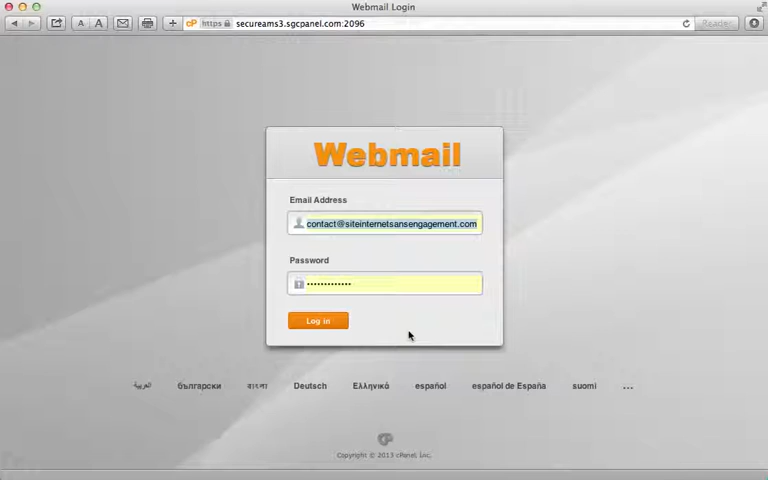 Webmail Login
A A
https secureams3.sgcpanel.com:2096
Reader
Webmail
Email Address
contact@siteinternetsansengagement.com
Password
•••••••••••••
Log in
العربية български বাংলা Deutsch Ελληνικά español español de España suomi ...
cP
Copyright © 2013 cPanel, Inc.